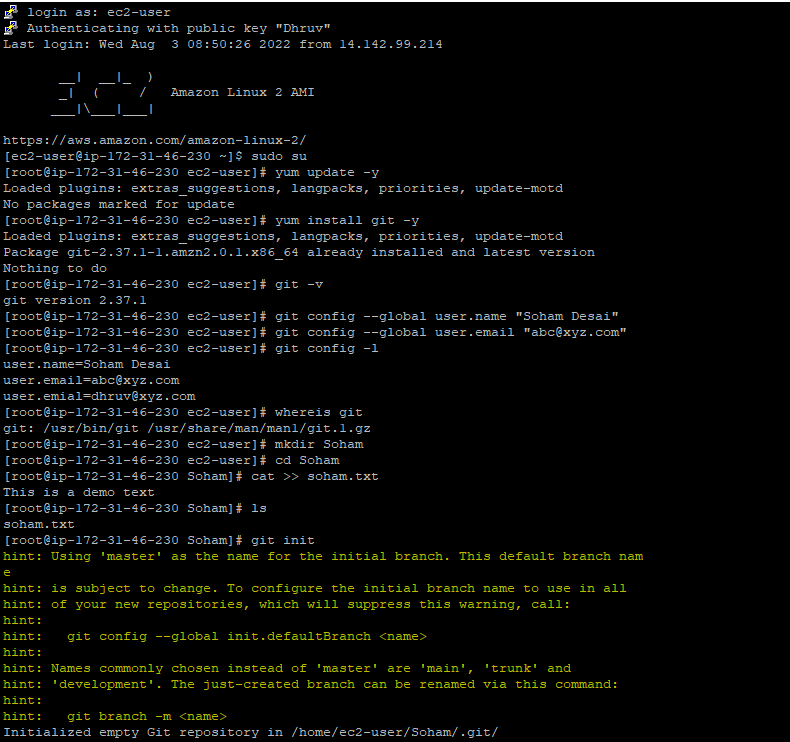 login as: ec2-user
Authenticating with public key "Dhruv"
Last login: Wed Aug  3 08:50:26 2022 from 14.142.99.214
       __|  __|_  )
       _|  (     /   Amazon Linux 2 AMI
      ___|\___|___|
https://aws.amazon.com/amazon-linux-2/
[ec2-user@ip-172-31-46-230 ~]$ sudo su
[root@ip-172-31-46-230 ec2-user]# yum update -y
Loaded plugins: extras_suggestions, langpacks, priorities, update-motd
No packages marked for update
[root@ip-172-31-46-230 ec2-user]# yum install git -y
Loaded plugins: extras_suggestions, langpacks, priorities, update-motd
Package git-2.37.1-1.amzn2.0.1.x86_64 already installed and latest version
Nothing to do
[root@ip-172-31-46-230 ec2-user]# git -v
git version 2.37.1
[root@ip-172-31-46-230 ec2-user]# git config --global user.name "Soham Desai"
[root@ip-172-31-46-230 ec2-user]# git config --global user.email "abc@xyz.com"
[root@ip-172-31-46-230 ec2-user]# git config -l
user.name=Soham Desai
user.email=abc@xyz.com
user.emial=dhruv@xyz.com
[root@ip-172-31-46-230 ec2-user]# whereis git
git: /usr/bin/git /usr/share/man/man1/git.1.gz
[root@ip-172-31-46-230 ec2-user]# mkdir Soham
[root@ip-172-31-46-230 ec2-user]# cd Soham
[root@ip-172-31-46-230 Soham]# cat >> soham.txt
This is a demo text
[root@ip-172-31-46-230 Soham]# ls
soham.txt
[root@ip-172-31-46-230 Soham]# git init
hint: Using 'master' as the name for the initial branch. This default branch nam
e
hint: is subject to change. To configure the initial branch name to use in all
hint: of your new repositories, which will suppress this warning, call:
hint:
hint:   git config --global init.defaultBranch <name>
hint:
hint: Names commonly chosen instead of 'master' are 'main', 'trunk' and
hint: 'development'. The just-created branch can be renamed via this command:
hint:
hint:   git branch -m <name>
Initialized empty Git repository in /home/ec2-user/Soham/.git/